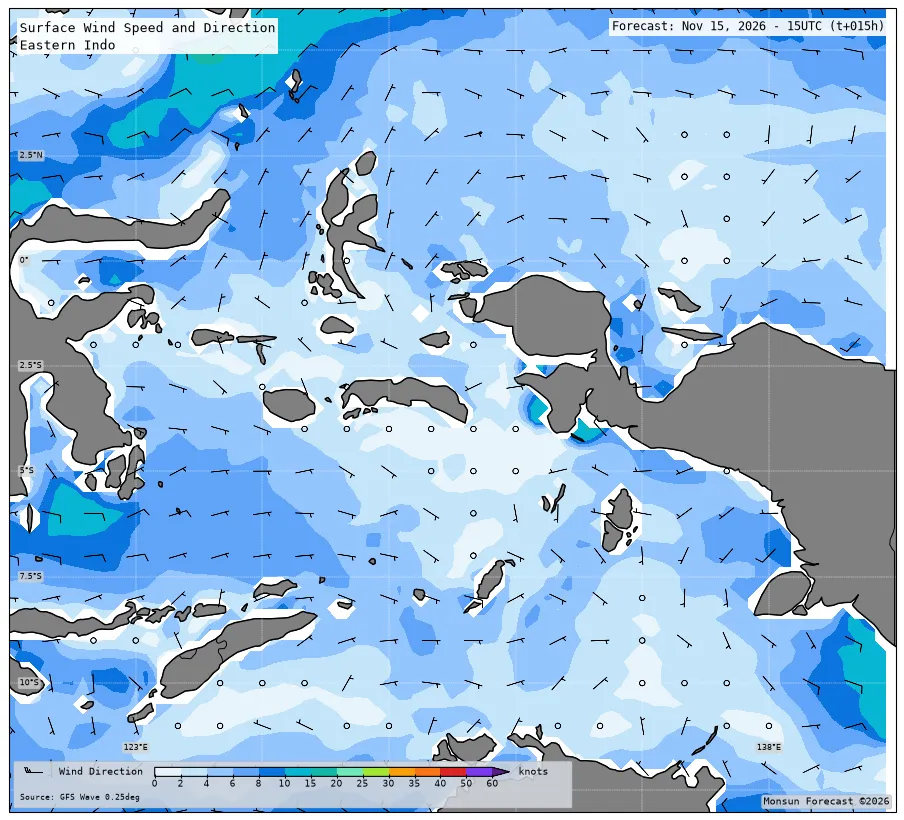 Surface Wind Speed and Direction
Eastern Indo
Forecast: Nov 15, 2026 - 15UTC (t+015h)
2.5°N
0°
2.5°S
5°S
7.5°S
10°S
123°E
138°E
Wind Direction
knots
0 2 4 6 8 10 15 20 25 30 35 40 50 60
Source: GFS Wave 0.25deg
Monsun Forecast ©2026